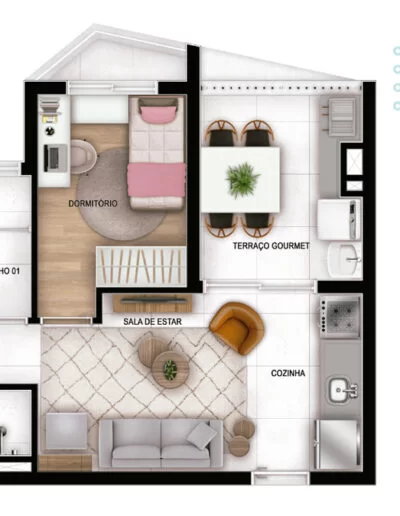 DORMITÓRIO
TERRAÇO GOURMET
HO 01
SALA DE ESTAR
COZINHA